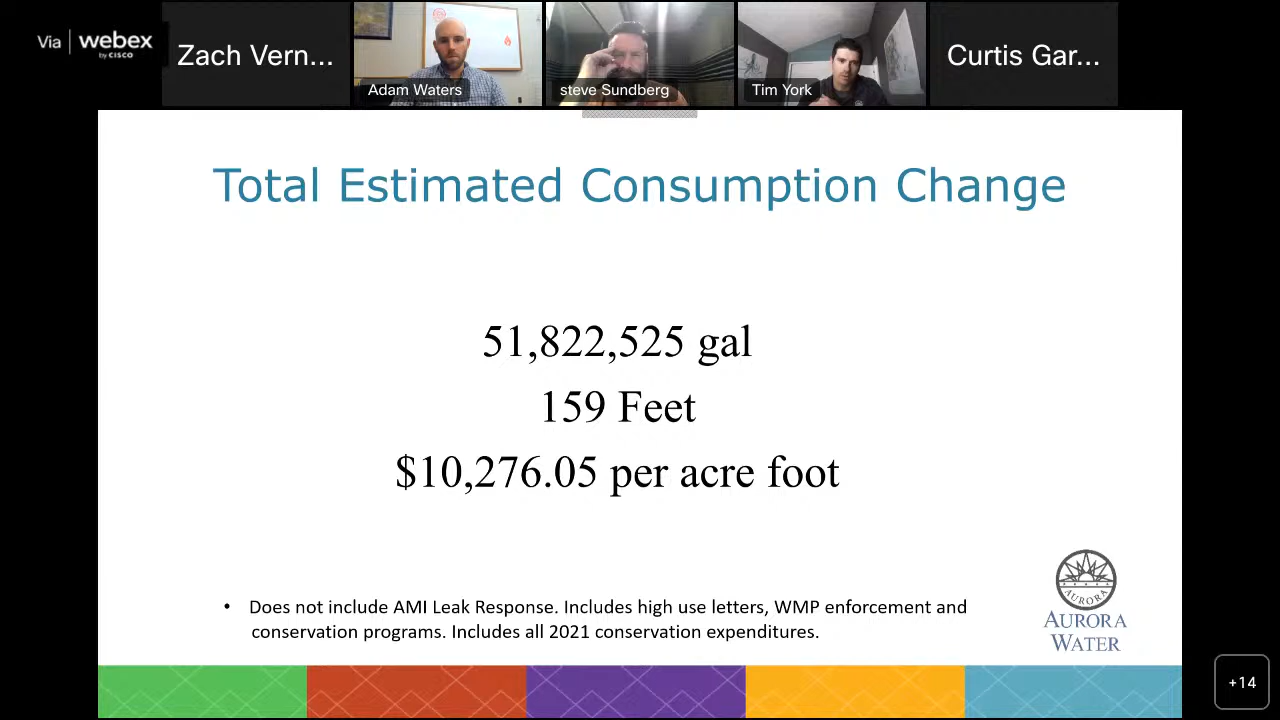 Via webex
by CISCO
Zach Vern...
Adam Waters
steve Sundberg
Tim York
Curtis Gar...
Total Estimated Consumption Change
51,822,525 gal
159 Feet
$10,276.05 per acre foot
• Does not include AMI Leak Response. Includes high use letters, WMP enforcement and
conservation programs. Includes all 2021 conservation expenditures.
AURORA
AURORA
WATER
+14